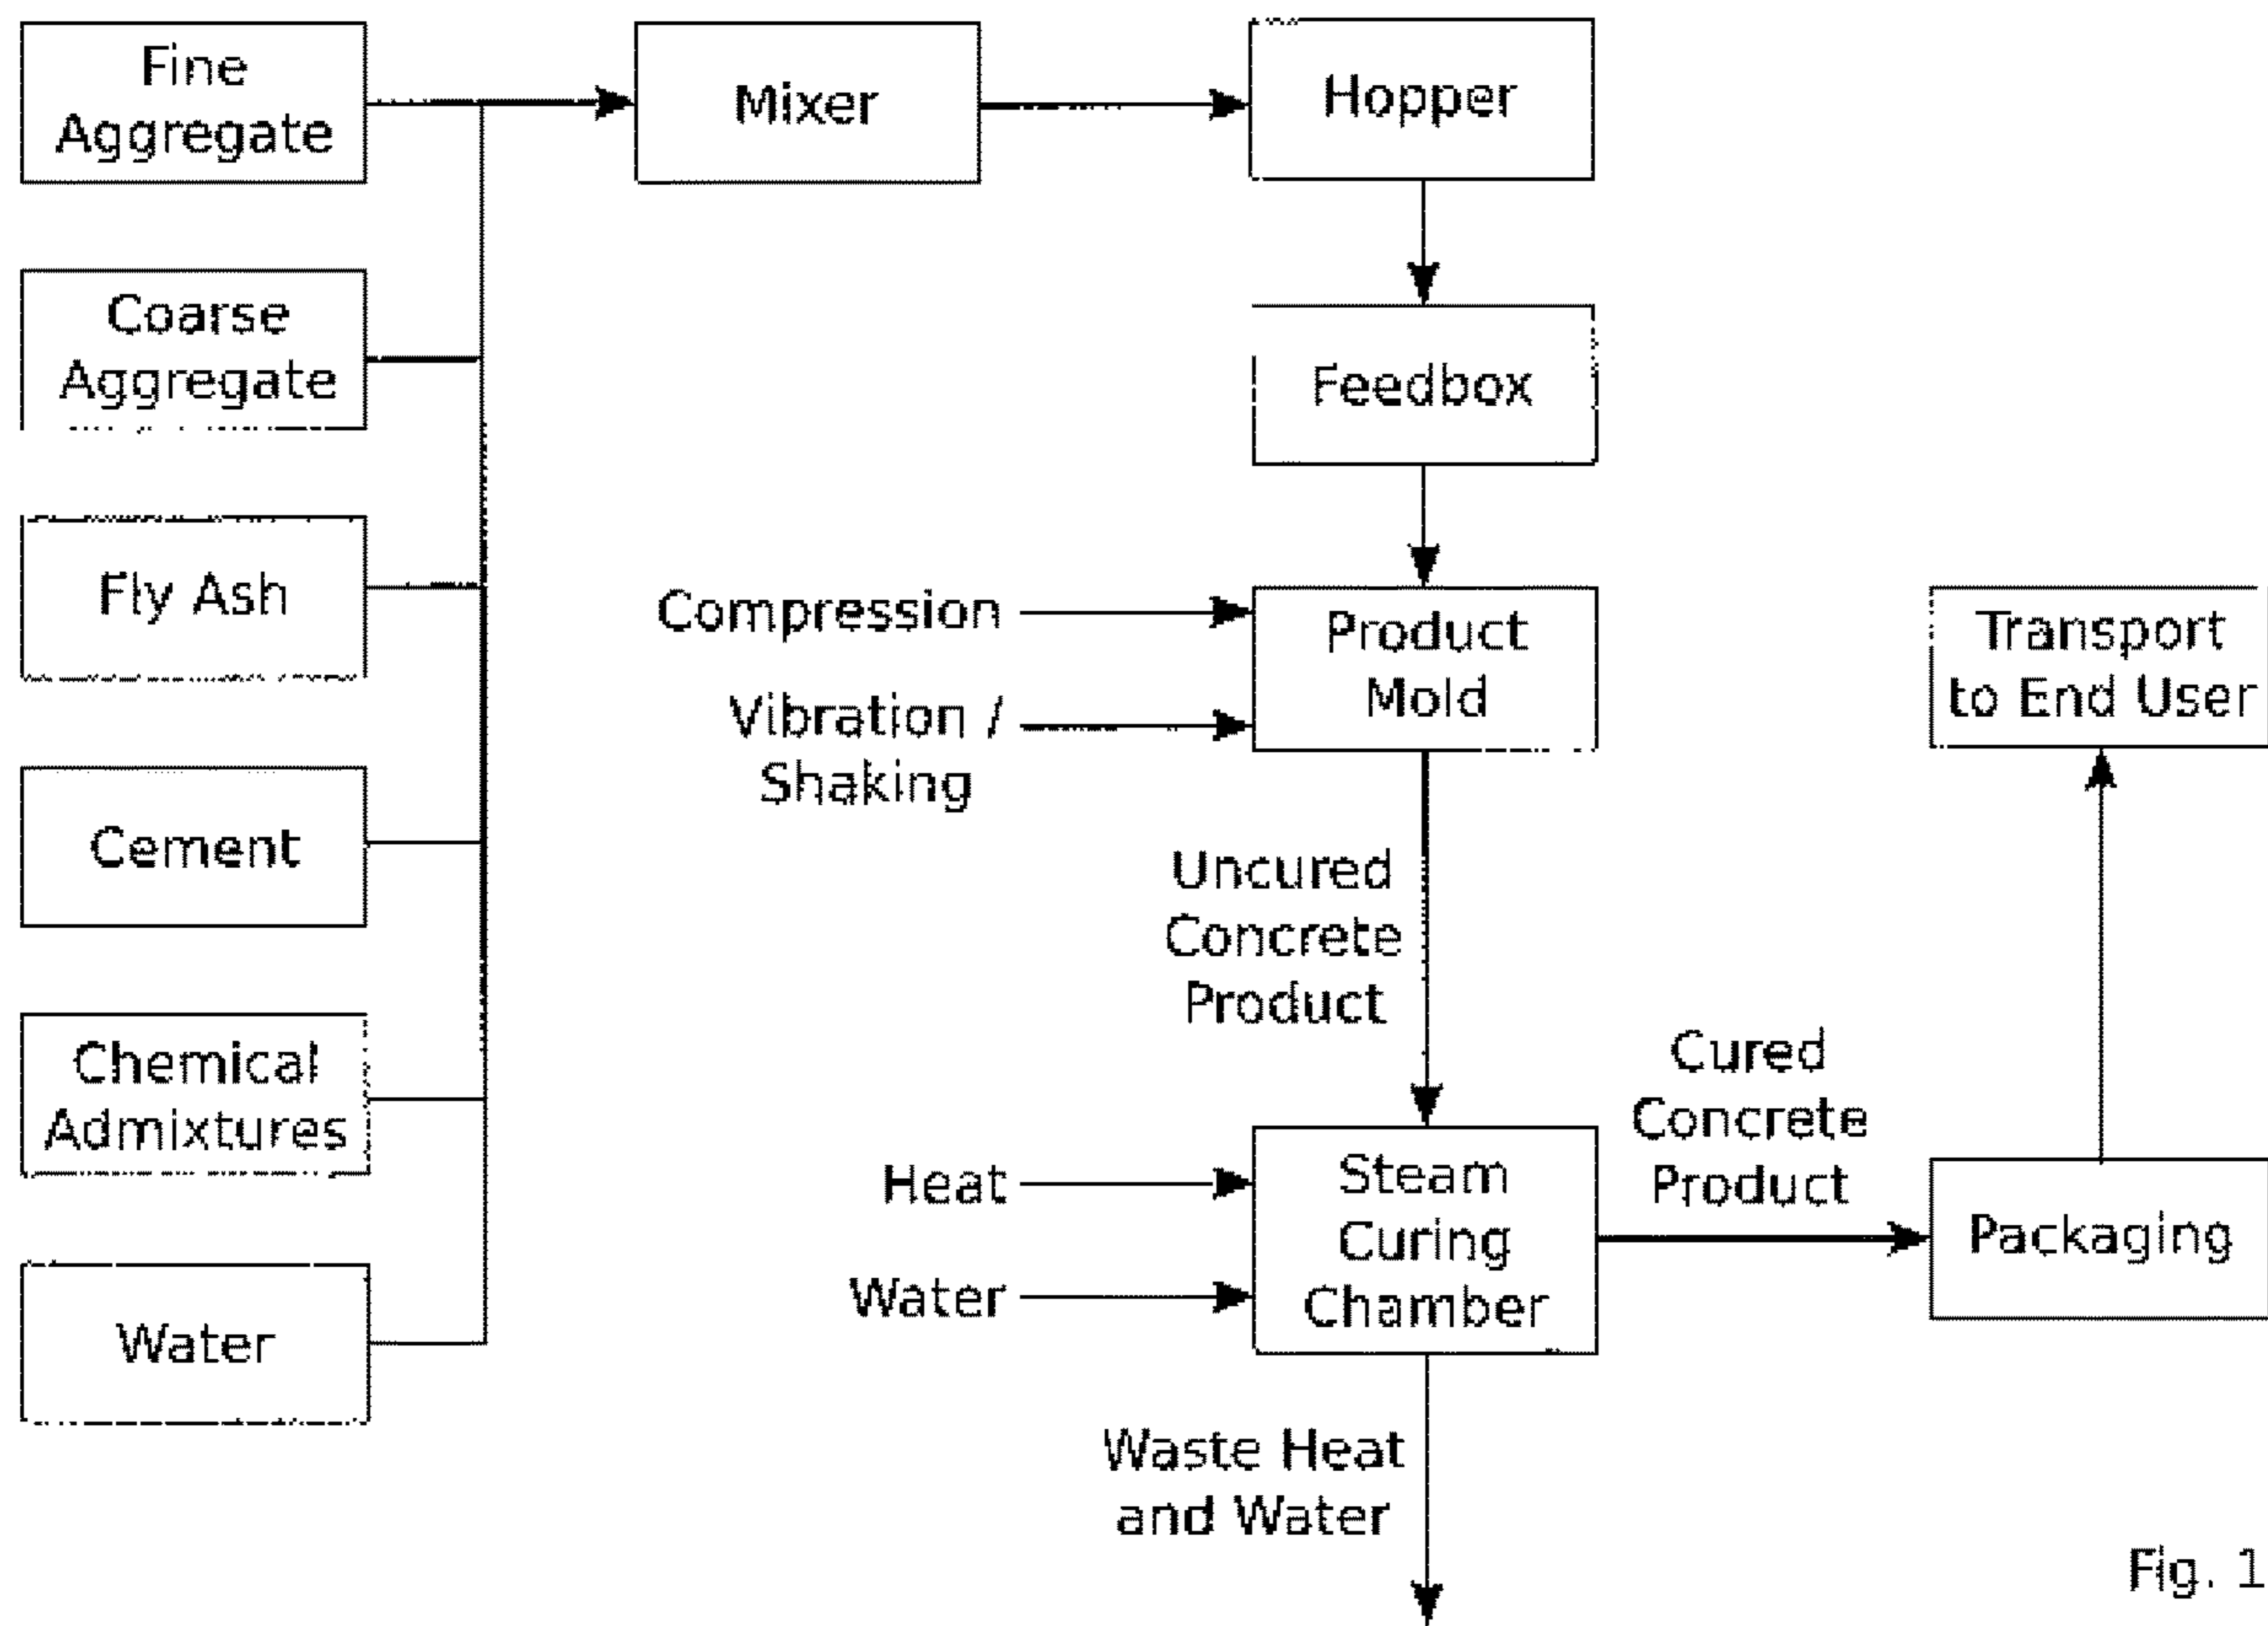 Fine
Aggregate
Mixer
Hopper
Coarse
Aggregate
Feedbox
Fly Ash
Compression
Vibration /
Shaking
Product
Mold
Transport
to End User
Cement
Uncured
Concrete
Product
Chemical
Admixtures
Cured
Concrete
Product
Heat
Water
Steam
Curing
Chamber
Packaging
Water
Waste Heat
and Water
Fig. 1